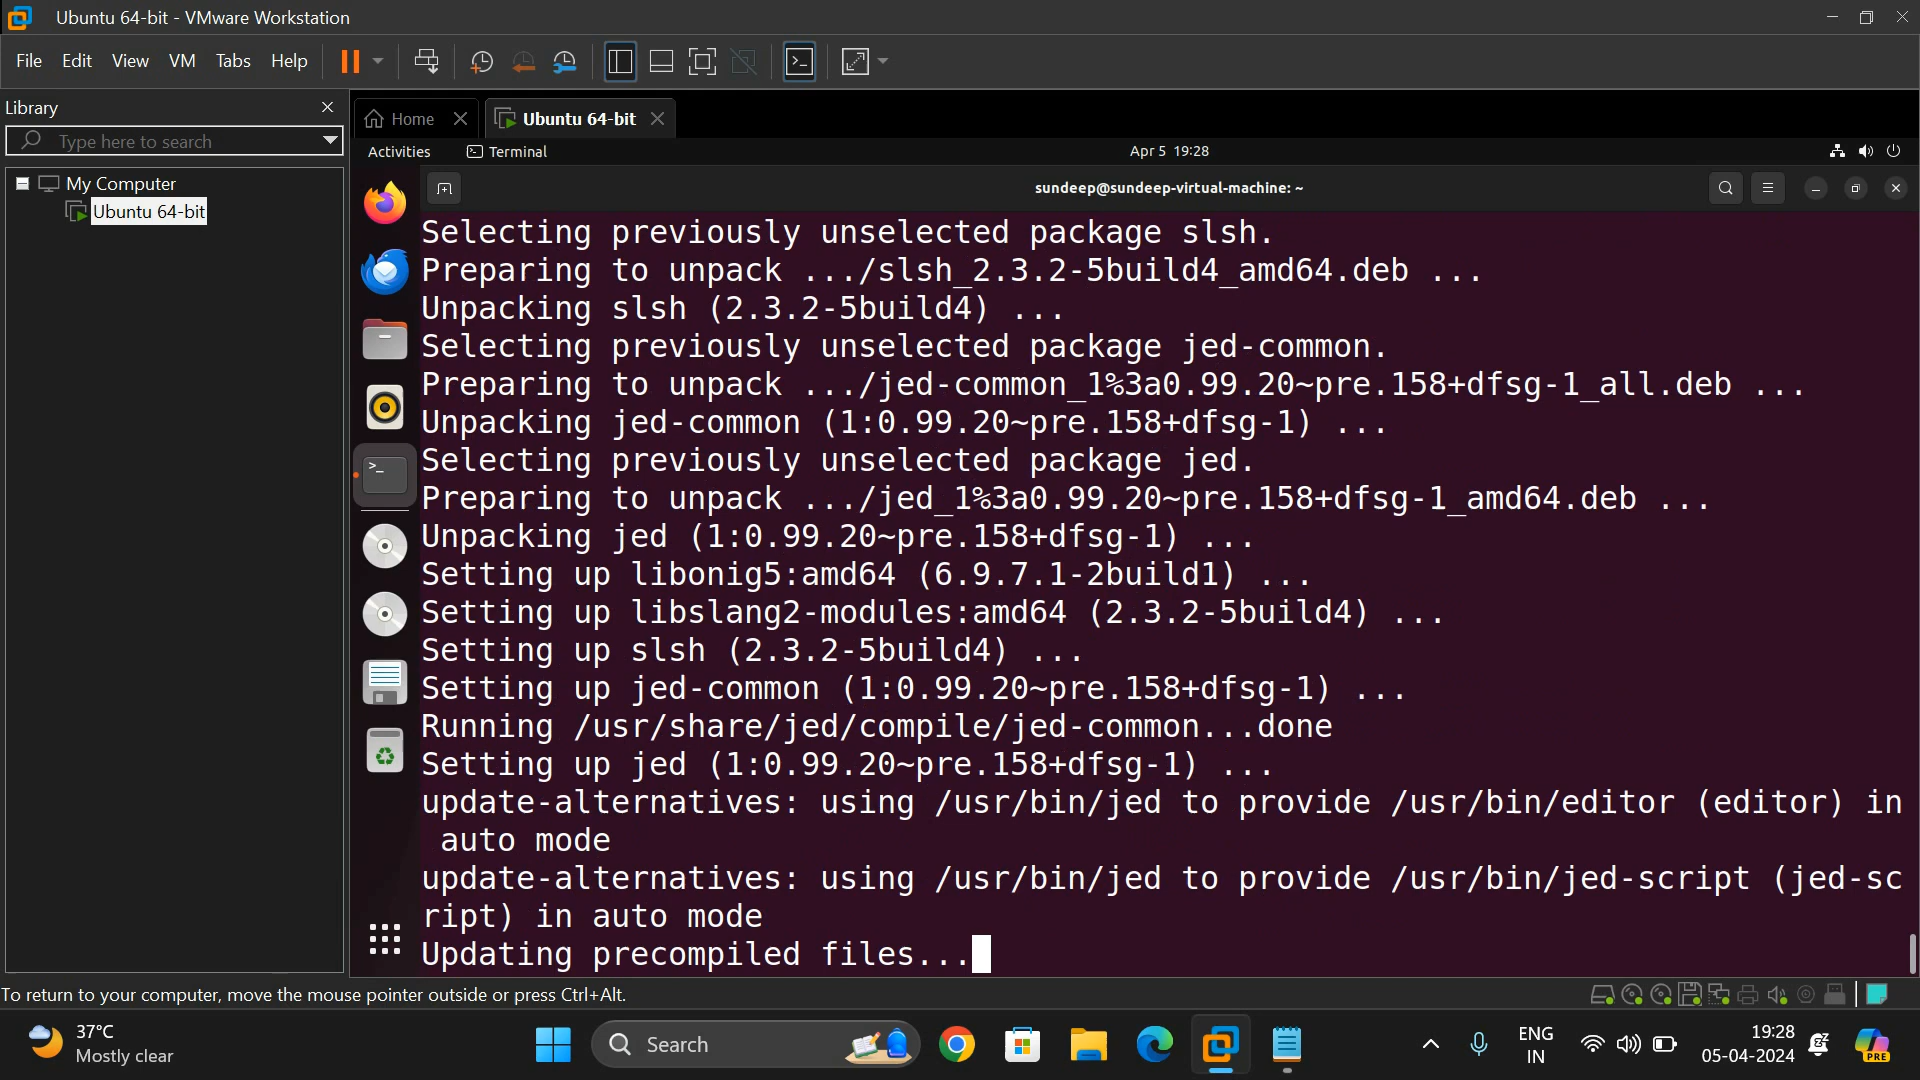 Ubuntu 64-bit - VMware Workstation
File Edit View VM Tabs Help
Library
Type here to search
My Computer
Ubuntu 64-bit
Home
Ubuntu 64-bit
Activities
Terminal
Apr 5 19:28
sundeep@sundeep-virtual-machine: ~
Selecting previously unselected package slsh.
Preparing to unpack .../slsh_2.3.2-5build4_amd64.deb ...
Unpacking slsh (2.3.2-5build4) ...
Selecting previously unselected package jed-common.
Preparing to unpack .../jed-common_1%3a0.99.20~pre.158+dfsg-1_all.deb ...
Unpacking jed-common (1:0.99.20~pre.158+dfsg-1) ...
Selecting previously unselected package jed.
Preparing to unpack .../jed_1%3a0.99.20~pre.158+dfsg-1_amd64.deb ...
Unpacking jed (1:0.99.20~pre.158+dfsg-1) ...
Setting up libonig5:amd64 (6.9.7.1-2build1) ...
Setting up libslang2-modules:amd64 (2.3.2-5build4) ...
Setting up slsh (2.3.2-5build4) ...
Setting up jed-common (1:0.99.20~pre.158+dfsg-1) ...
Running /usr/share/jed/compile/jed-common...done
Setting up jed (1:0.99.20~pre.158+dfsg-1) ...
update-alternatives: using /usr/bin/jed to provide /usr/bin/editor (editor) in
auto mode
update-alternatives: using /usr/bin/jed to provide /usr/bin/jed-script (jed-sc
ript) in auto mode
Updating precompiled files...
To return to your computer, move the mouse pointer outside or press Ctrl+Alt.
37°C
Mostly clear
Search
ENG
IN
19:28
05-04-2024
PRE